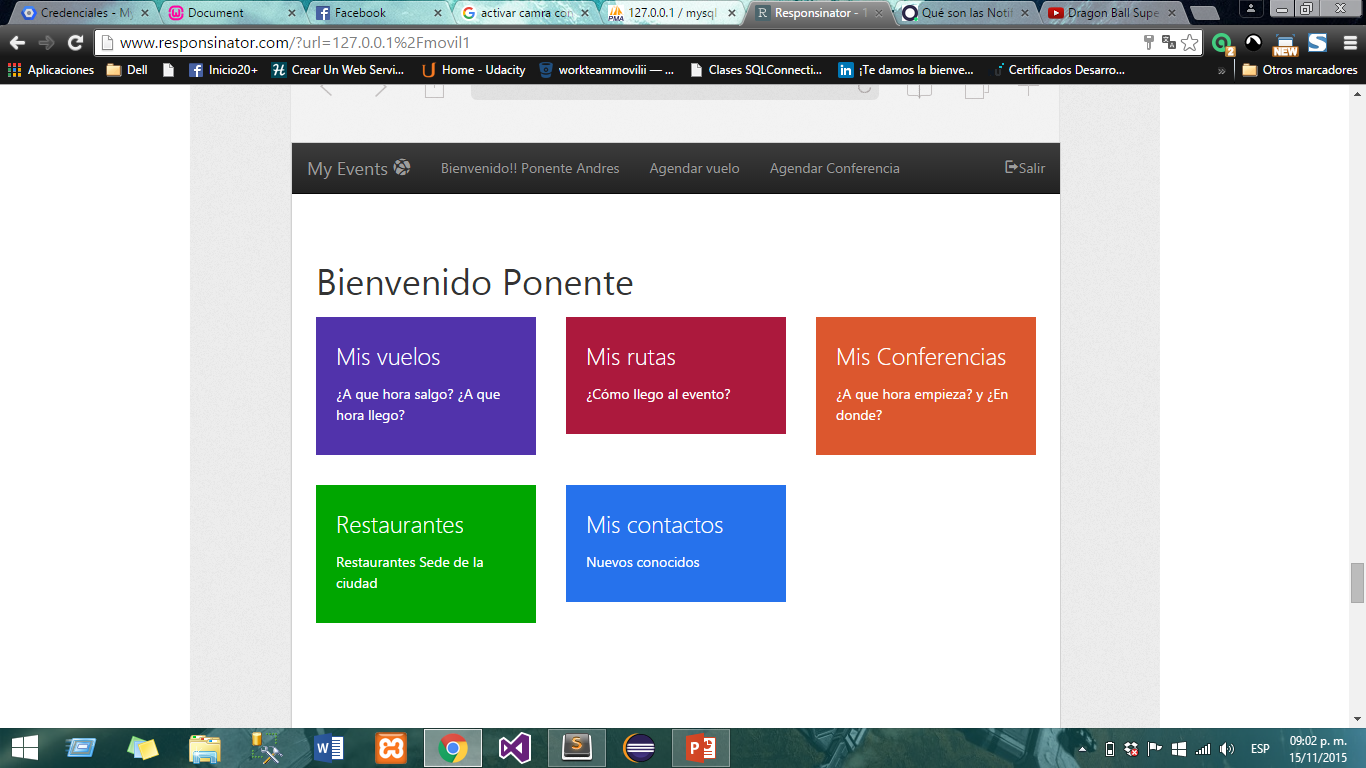 Credenciales - My
Document
Facebook
activar camra con
127.0.0.1 / mysql
Responsinator - 1
Qué son las Notif
Dragon Ball Supe
www.responsinator.com/?url=127.0.0.1%2Fmovil1
2
NEW
Aplicaciones
Dell
Inicio20+
Crear Un Web Servi...
Home - Udacity
workteammovilii — ...
Clases SQLConnecti...
¡Te damos la bienve...
Certificados Desarro...
»
Otros marcadores
My Events
Bienvenido!! Ponente Andres
Agendar vuelo
Agendar Conferencia
Salir
Bienvenido Ponente
Mis vuelos
¿A que hora salgo? ¿A que
hora llego?
Mis rutas
¿Cómo llego al evento?
Mis Conferencias
¿A que hora empieza? y ¿En
donde?
Restaurantes
Restaurantes Sede de la
ciudad
Mis contactos
Nuevos conocidos
ESP
09:02 p. m.
15/11/2015